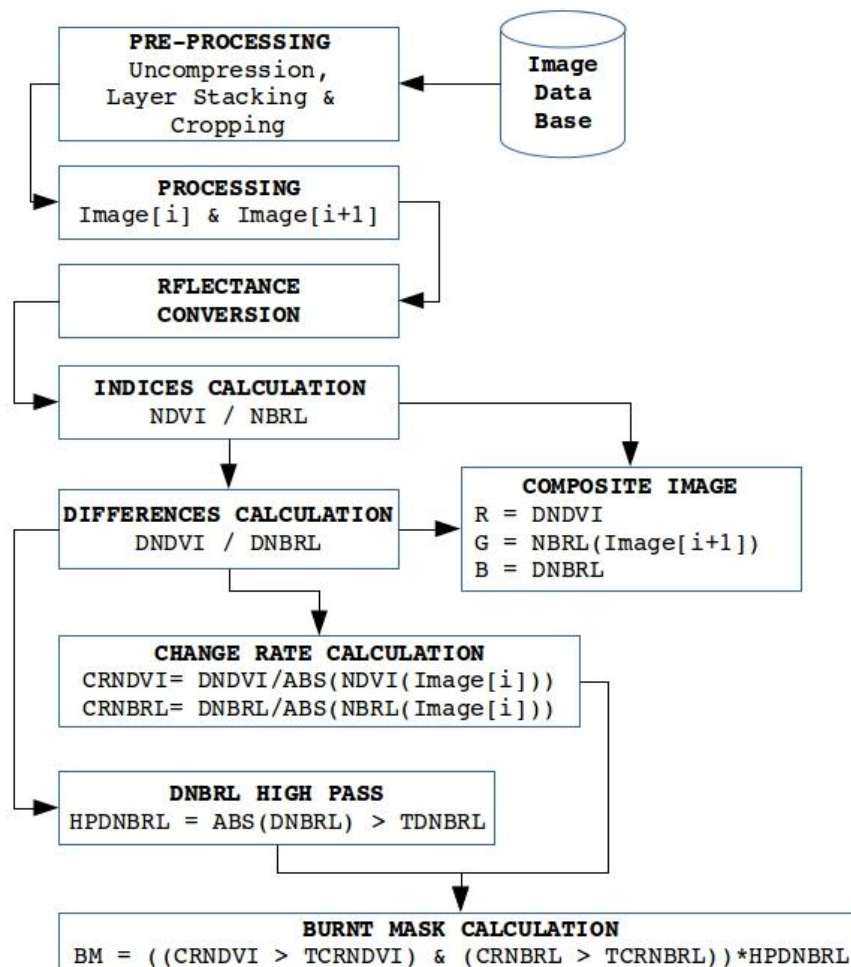 PRE-PROCESSING
Uncompression,
Layer Stacking &
Cropping
Image
Data
Base
PROCESSING
Image[i] & Image[i+1]
RFLECTANCE
CONVERSION
INDICES CALCULATION
NDVI / NBRL
COMPOSITE IMAGE
R = DNDVI
G = NBRL(Image[i+1])
B = DNBRL
DIFFERENCES CALCULATION
DNDVI / DNBRL
CHANGE RATE CALCULATION
CRNDVI= DNDVI/ABS(NDVI(Image[i]))
CRNBRL= DNBRL/ABS(NBRL(Image[i]))
DNBRL HIGH PASS
HPDNBRL = ABS(DNBRL) > TDNBRL
BURNT MASK CALCULATION
BM = ((CRNDVI > TCRNDVI) & (CRNBRL > TCRNBRL))*HPDNBRL